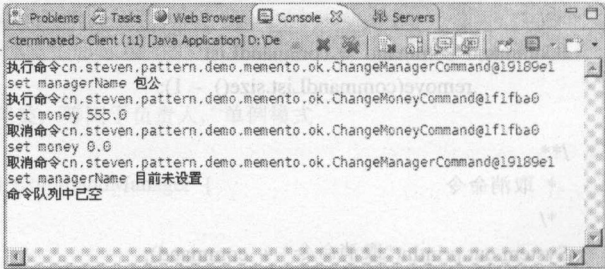 Problems Tasks Web Browser Console Servers
<terminated> Client (11) [Java Application] D:\De
执行命令cn.steven.pattern.demo.memento.ok.ChangeManagerCommand@19189e1
set managerName 包公
执行命令cn.steven.pattern.demo.memento.ok.ChangeMoneyCommand@1f1fba0
set money 555.0
取消命令cn.steven.pattern.demo.memento.ok.ChangeMoneyCommand@1f1fba0
set money 0.0
取消命令cn.steven.pattern.demo.memento.ok.ChangeManagerCommand@19189e1
set managerName 目前未设置
命令队列中已空